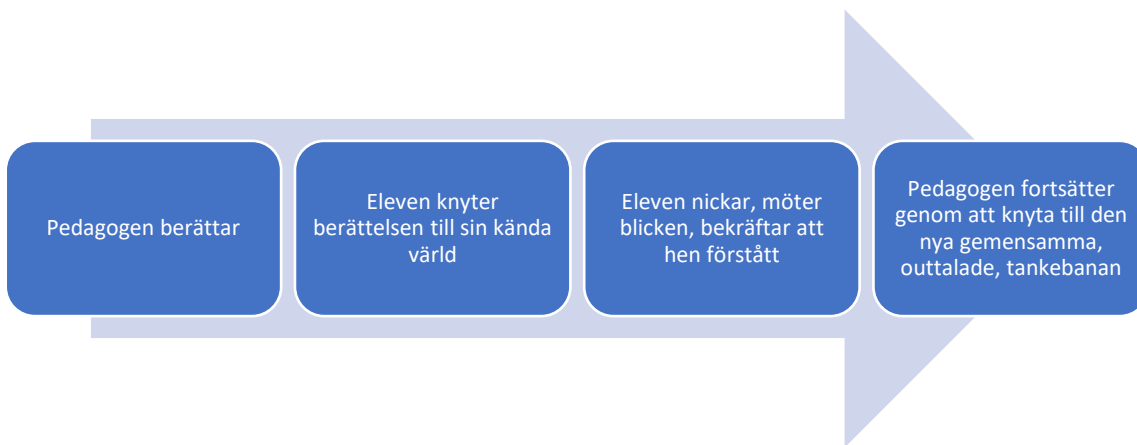 Pedagogen berättar
Eleven knyter
berättelsen till sin kända
värld
Eleven nickar, möter
blicken, bekräftar att
hen förstått
Pedagogen fortsätter
genom att knyta till den
nya gemensamma,
outtalade, tankebanan